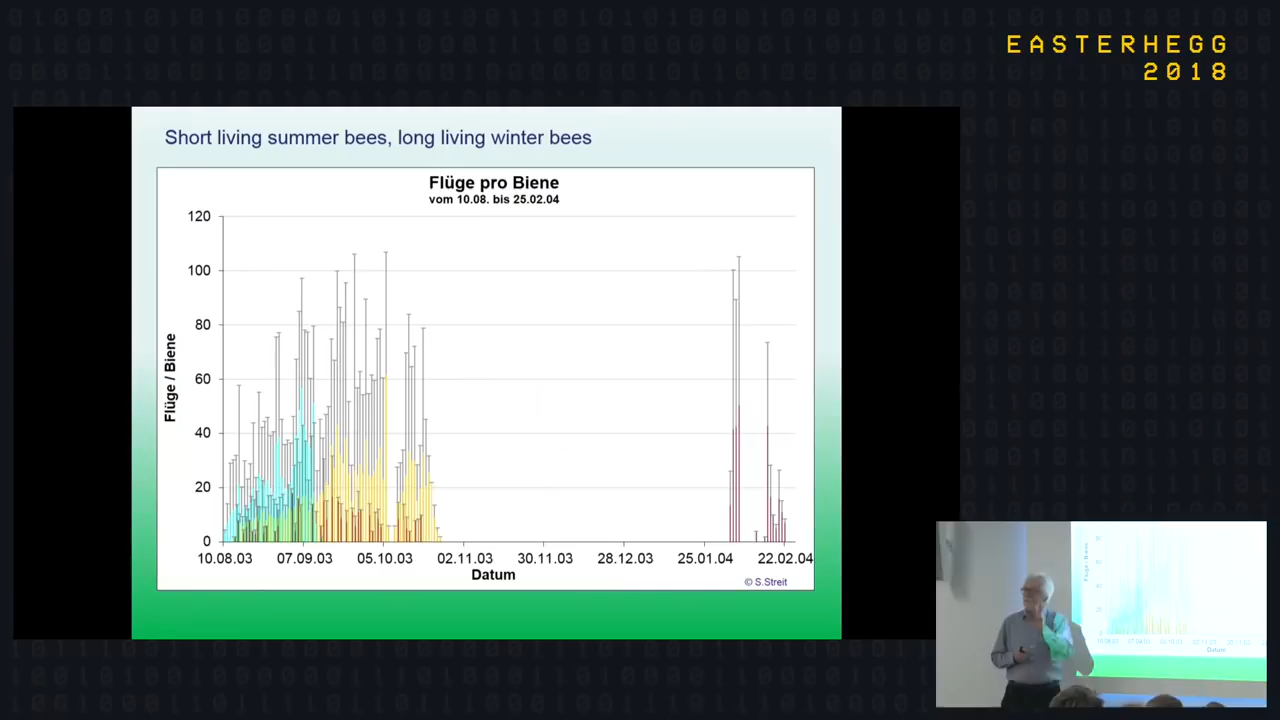 EASTERHEGG
2018
Short living summer bees, long living winter bees
Flüge pro Biene
vom 10.08. bis 25.02.04
120
100
80
60
40
20
0
Flüge / Biene
10.08.03 07.09.03 05.10.03 02.11.03 30.11.03 28.12.03 25.01.04 22.02.04
Datum
© S.Streit
Datum